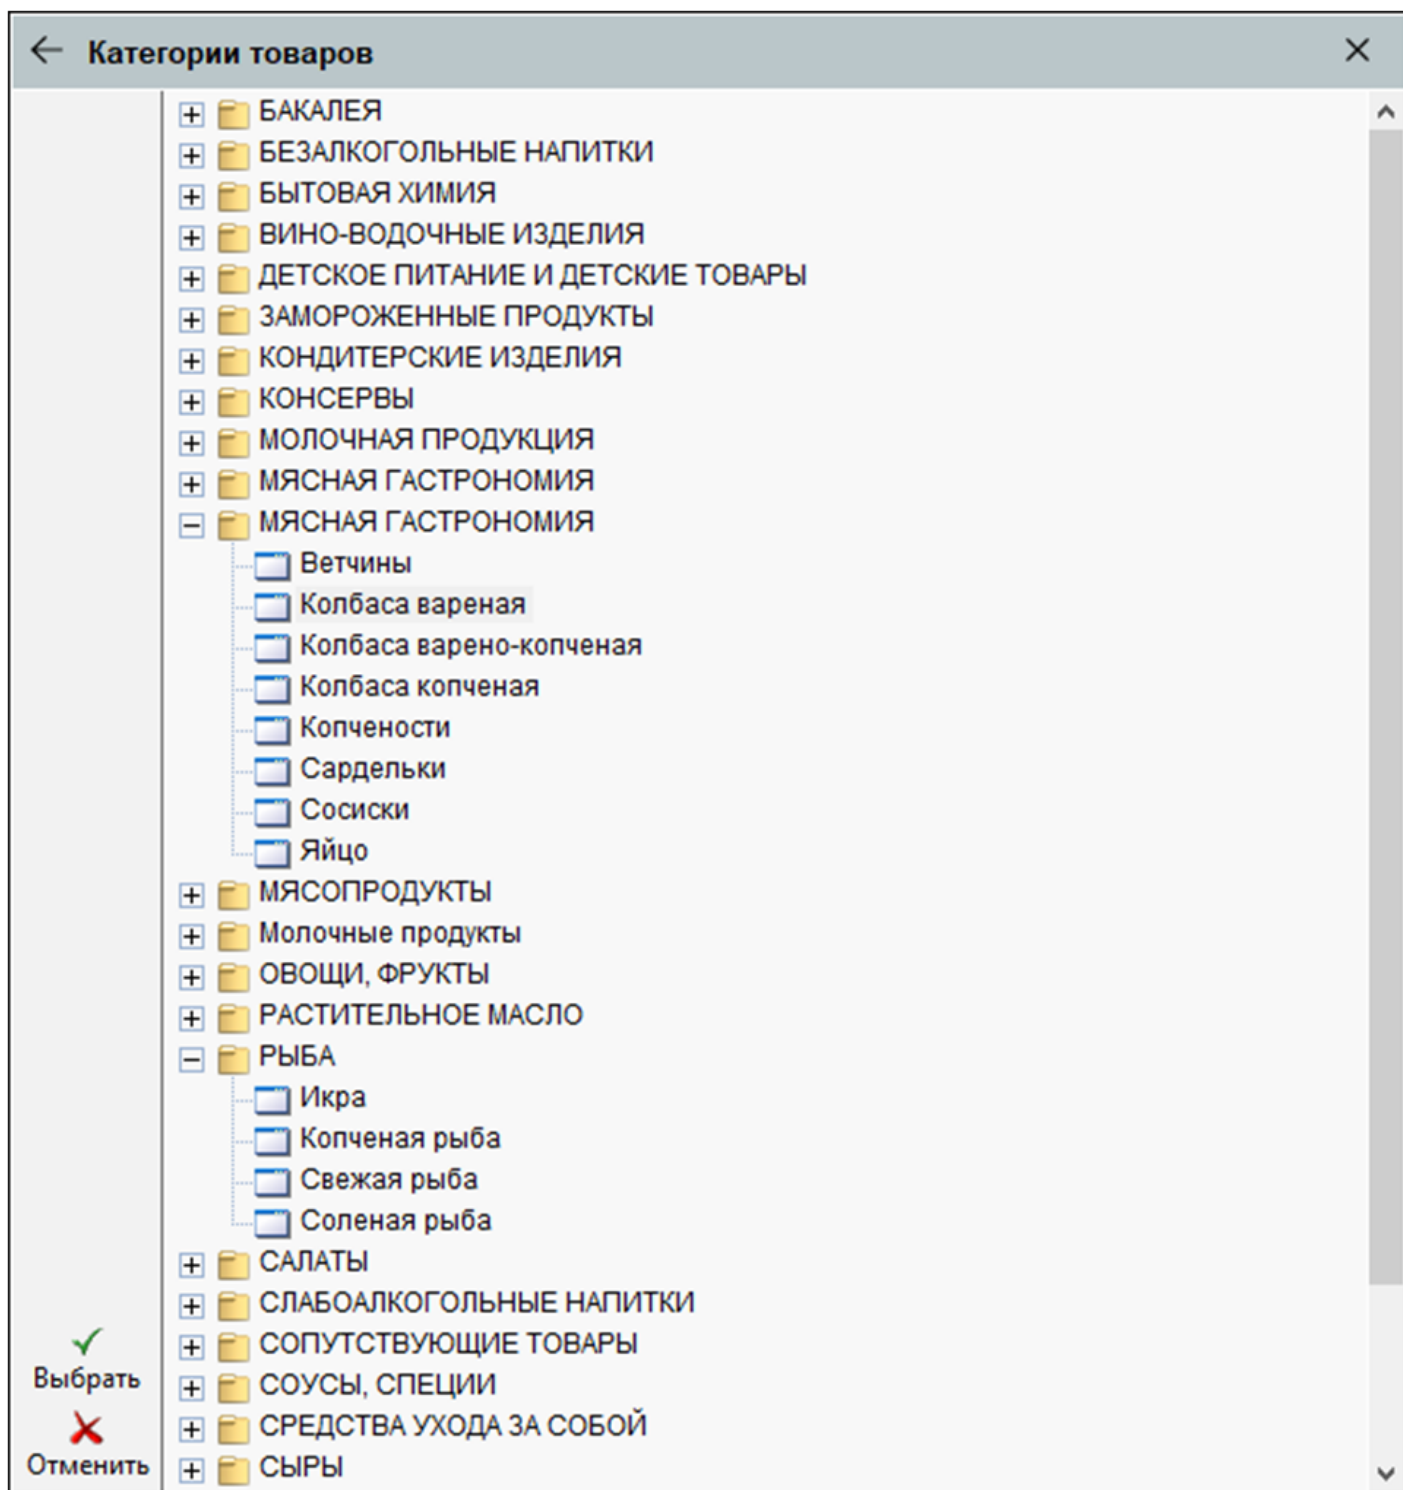 Категории товаров
БАКАЛЕЯ
БЕЗАЛКОГОЛЬНЫЕ НАПИТКИ
БЫТОВАЯ ХИМИЯ
ВИНО-ВОДОЧНЫЕ ИЗДЕЛИЯ
ДЕТСКОЕ ПИТАНИЕ И ДЕТСКИЕ ТОВАРЫ
ЗАМОРОЖЕННЫЕ ПРОДУКТЫ
КОНДИТЕРСКИЕ ИЗДЕЛИЯ
КОНСЕРВЫ
МОЛОЧНАЯ ПРОДУКЦИЯ
МЯСНАЯ ГАСТРОНОМИЯ
МЯСНАЯ ГАСТРОНОМИЯ
Ветчины
Колбаса вареная
Колбаса варено-копченая
Колбаса копченая
Копчености
Сардельки
Сосиски
Яйцо
МЯСОПРОДУКТЫ
Молочные продукты
ОВОЩИ, ФРУКТЫ
РАСТИТЕЛЬНОЕ МАСЛО
РЫБА
Икра
Копченая рыба
Свежая рыба
Соленая рыба
САЛАТЫ
СЛАБОАЛКОГОЛЬНЫЕ НАПИТКИ
СОПУТСТВУЮЩИЕ ТОВАРЫ
СОУСЫ, СПЕЦИИ
СРЕДСТВА УХОДА ЗА СОБОЙ
СЫРЫ
Выбрать
Отменить